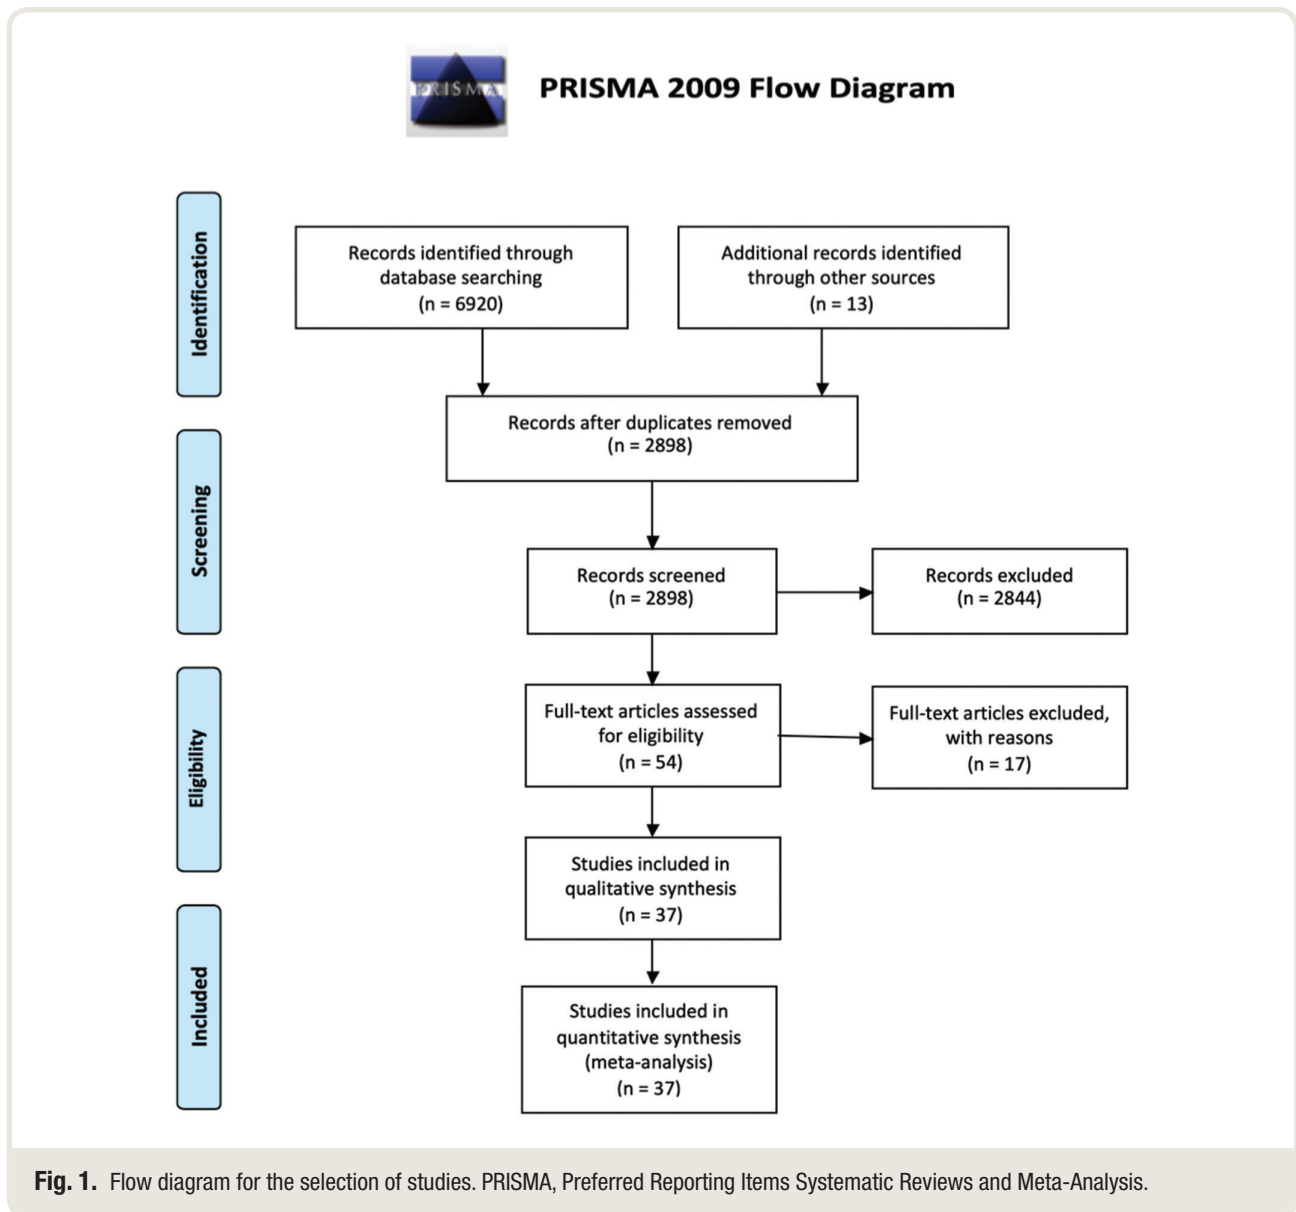 PRISMA
PRISMA 2009 Flow Diagram
Identification
Records identified through
database searching
(n = 6920)
Additional records identified
through other sources
(n = 13)
Records after duplicates removed
(n = 2898)
Screening
Records screened
(n = 2898)
Records excluded
(n = 2844)
Eligibility
Full-text articles assessed
for eligibility
(n = 54)
Full-text articles excluded,
with reasons
(n = 17)
Studies included in
qualitative synthesis
(n = 37)
Included
Studies included in
quantitative synthesis
(meta-analysis)
(n = 37)
Fig. 1. Flow diagram for the selection of studies. PRISMA, Preferred Reporting Items Systematic Reviews and Meta-Analysis.